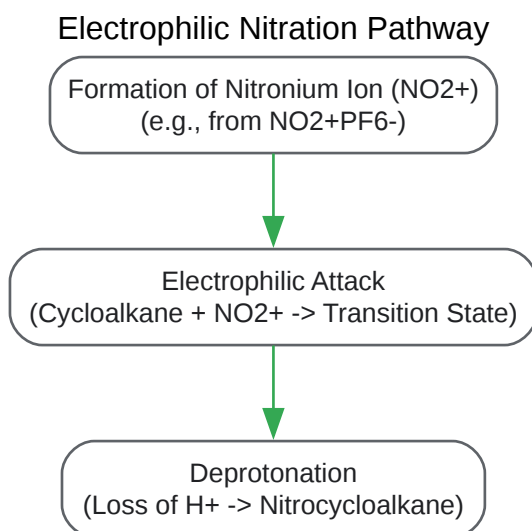 Electrophilic Nitration Pathway
Formation of Nitronium Ion (NO2+)
(e.g., from NO2+PF6-)
Electrophilic Attack
(Cycloalkane + NO2+ -> Transition State)
Deprotonation
(Loss of H+ -> Nitrocycloalkane)